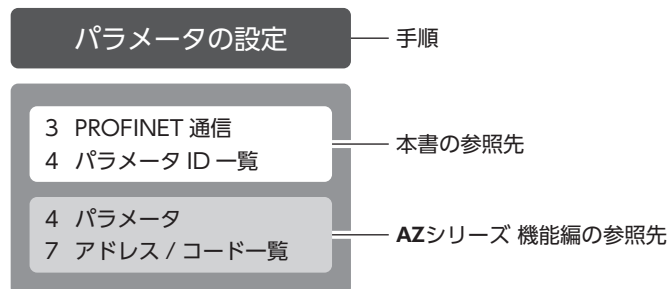 パラメータの設定
手順
3 PROFINET 通信
4 パラメータ ID 一覧
本書の参照先
4 パラメータ
7 アドレス / コード一覧
AZシリーズ 機能編の参照先